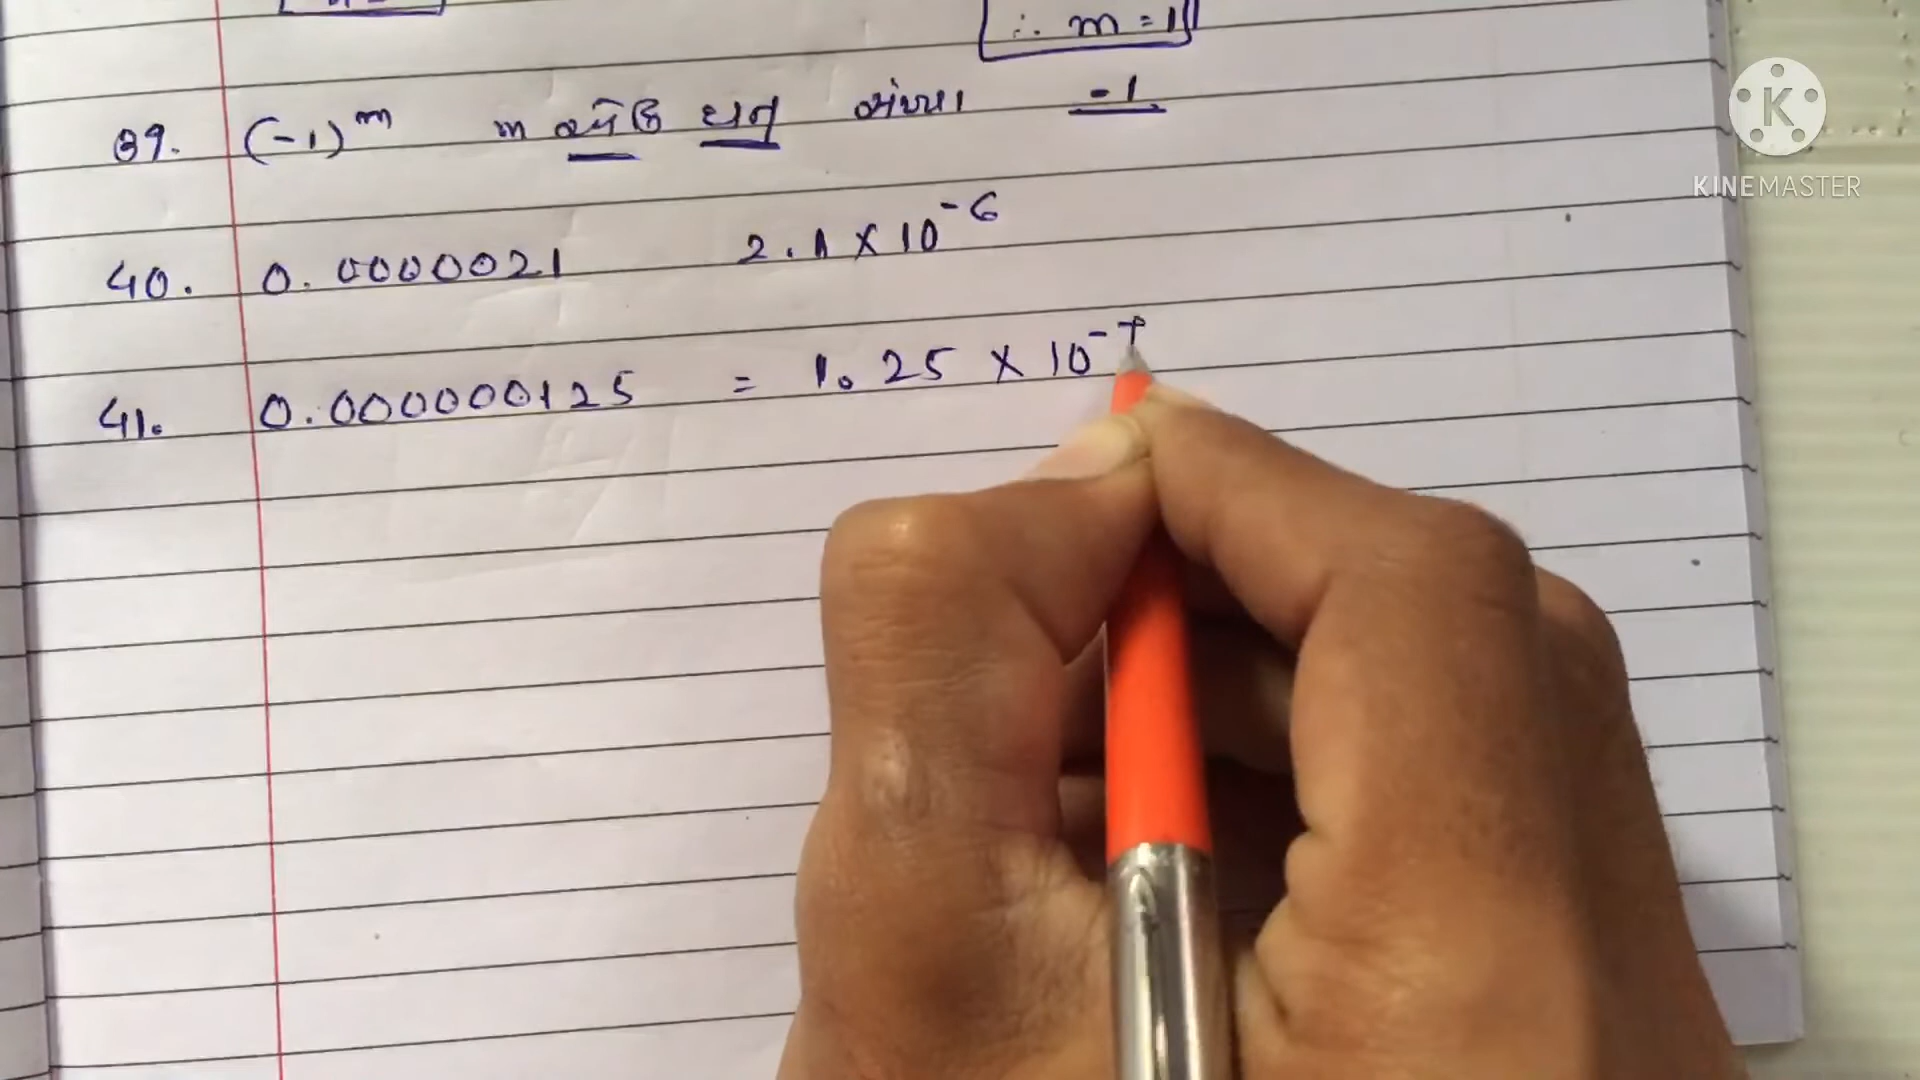 ∴ m = 1
39. (-1)^m m એકિ ધન સંખ્યા -1
40. 0.0000021 2.1 × 10^-6
41. 0.000000125 = 1.25 × 10^-7
KINEMASTER